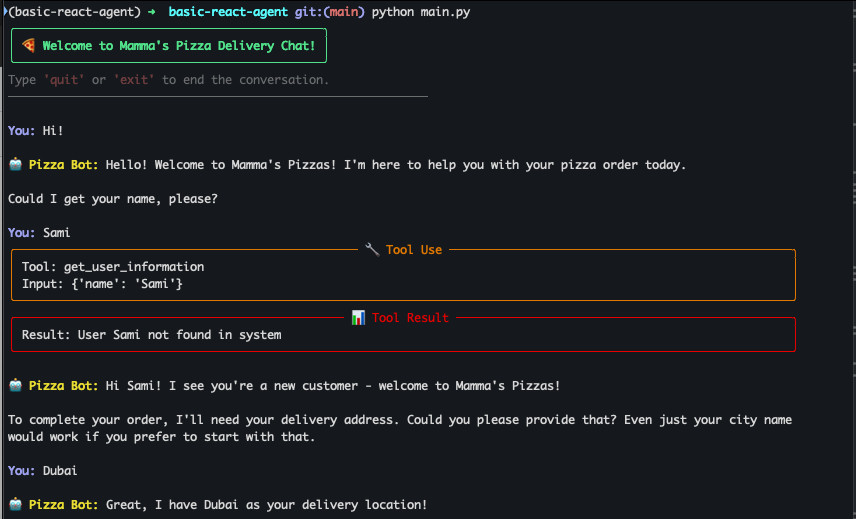 (basic-react-agent) ➜ basic-react-agent git:(main) python main.py
🍕 Welcome to Mamma's Pizza Delivery Chat!
Type 'quit' or 'exit' to end the conversation.
You: Hi!
🤖 Pizza Bot: Hello! Welcome to Mamma's Pizzas! I'm here to help you with your pizza order today.
Could I get your name, please?
You: Sami
🔧 Tool Use
Tool: get_user_information
Input: {'name': 'Sami'}
📊 Tool Result
Result: User Sami not found in system
🤖 Pizza Bot: Hi Sami! I see you're a new customer - welcome to Mamma's Pizzas!
To complete your order, I'll need your delivery address. Could you please provide that? Even just your city name
would work if you prefer to start with that.
You: Dubai
🤖 Pizza Bot: Great, I have Dubai as your delivery location!